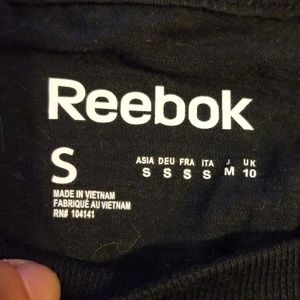 Reebok
S
ASIA DEU FRA ITA J UK
S S S S M 10
MADE IN VIETNAM
FABRIQUÉ AU VIETNAM
RN# 104141